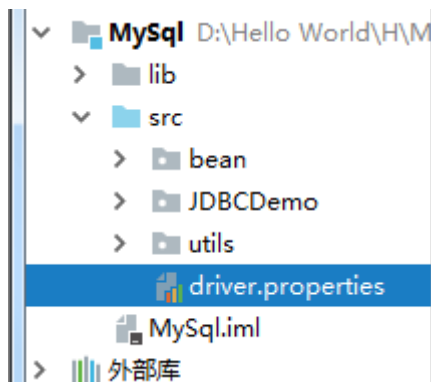 MySql D:\Hello World\H\M
lib
src
bean
JDBCDemo
utils
driver.properties
MySql.iml
外部库